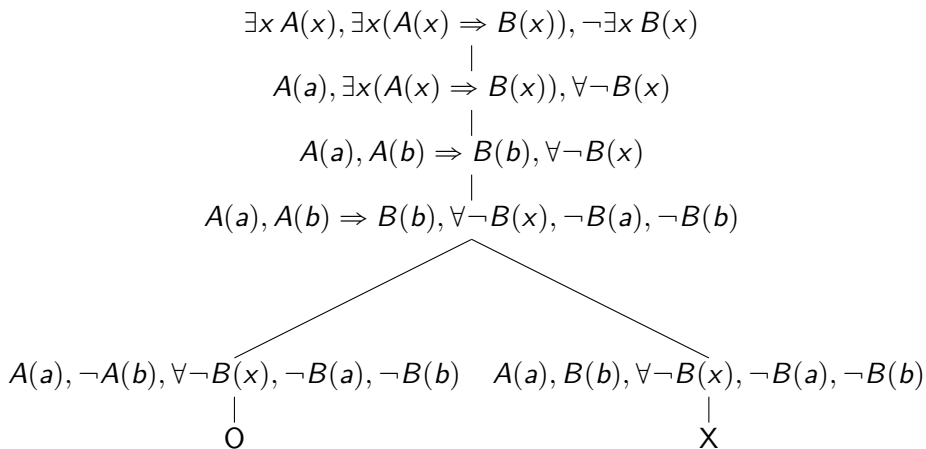 ∃x A(x), ∃x(A(x) ⇒ B(x)), ¬∃x B(x)
A(a), ∃x(A(x) ⇒ B(x)), ∀¬B(x)
A(a), A(b) ⇒ B(b), ∀¬B(x)
A(a), A(b) ⇒ B(b), ∀¬B(x), ¬B(a), ¬B(b)
A(a), ¬A(b), ∀¬B(x), ¬B(a), ¬B(b)
A(a), B(b), ∀¬B(x), ¬B(a), ¬B(b)
O
X